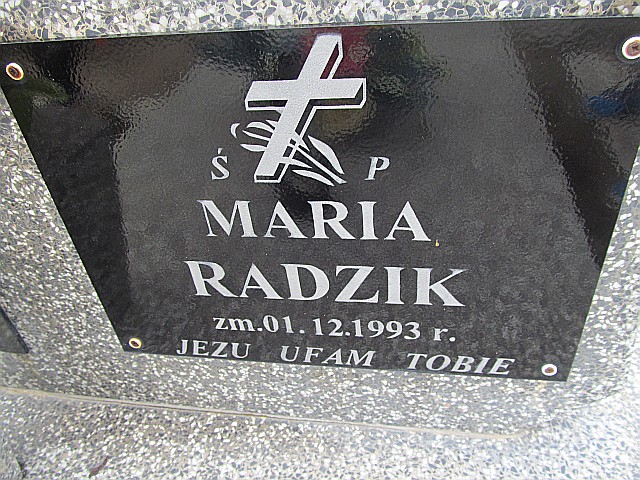 Ś P
MARIA
RADZIK
zm.01.12.1993 r.
JEZU UFAM TOBIE